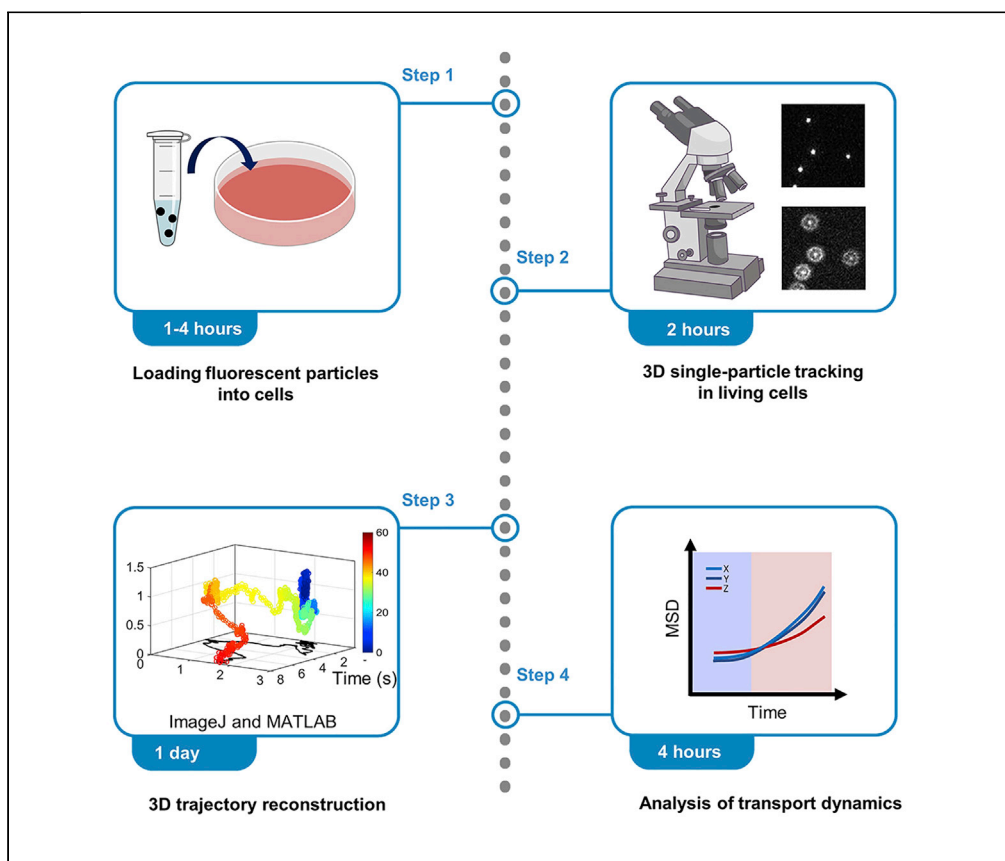 Step 1
1-4 hours
Loading fluorescent particles
into cells
Step 2
2 hours
3D single-particle tracking
in living cells
Step 3
60
40
20
-
1.5
1
0.5
0
0
1
2
3
8
6
4
2
Time (s)
ImageJ and MATLAB
1 day
3D trajectory reconstruction
Step 4
MSD
X
Y
Z
Time
4 hours
Analysis of transport dynamics